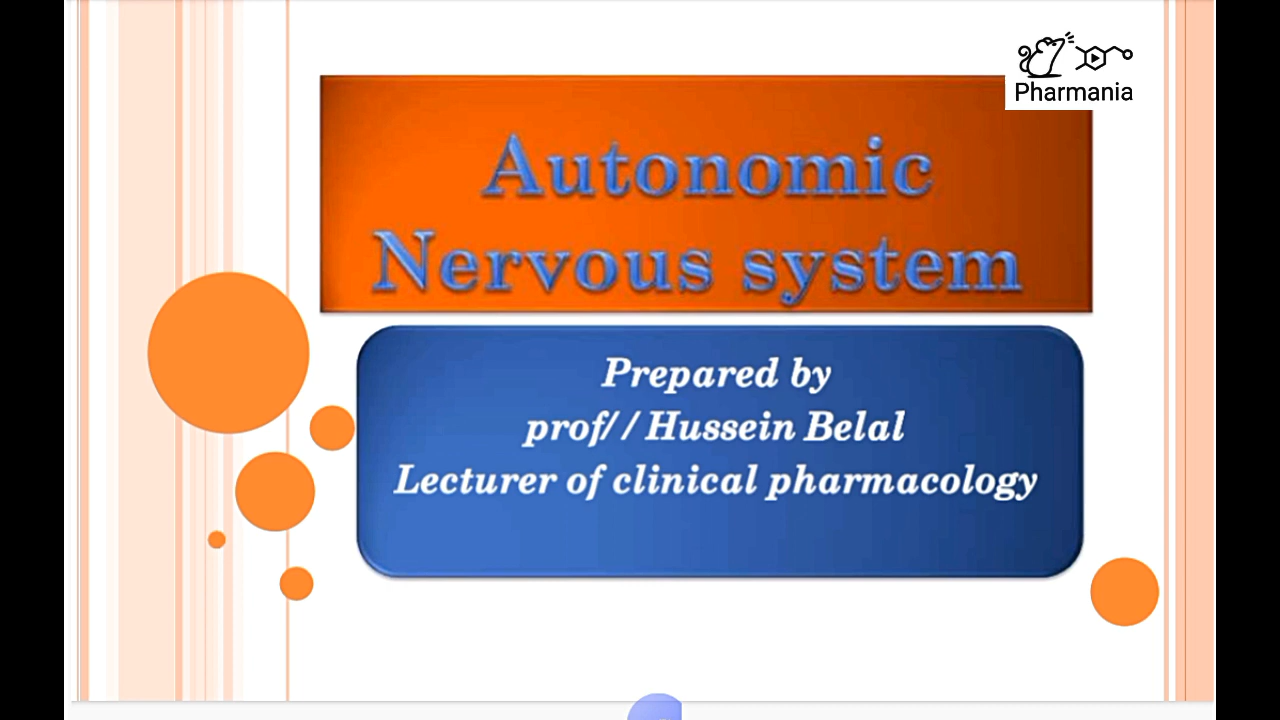 Pharmania
Autonomic
Nervous system
Prepared by
prof// Hussein Belal
Lecturer of clinical pharmacology